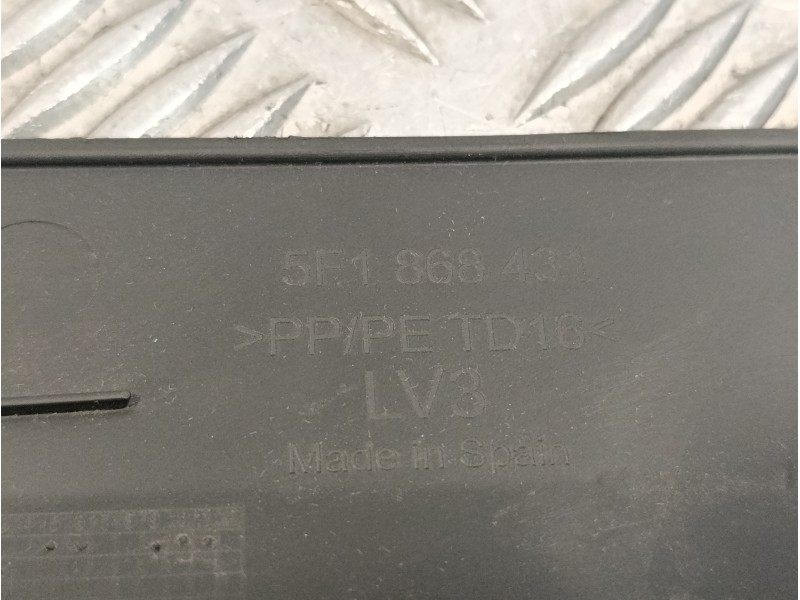 5F1 868 431
>PP/PE TD16<
LV3
Made in Spain